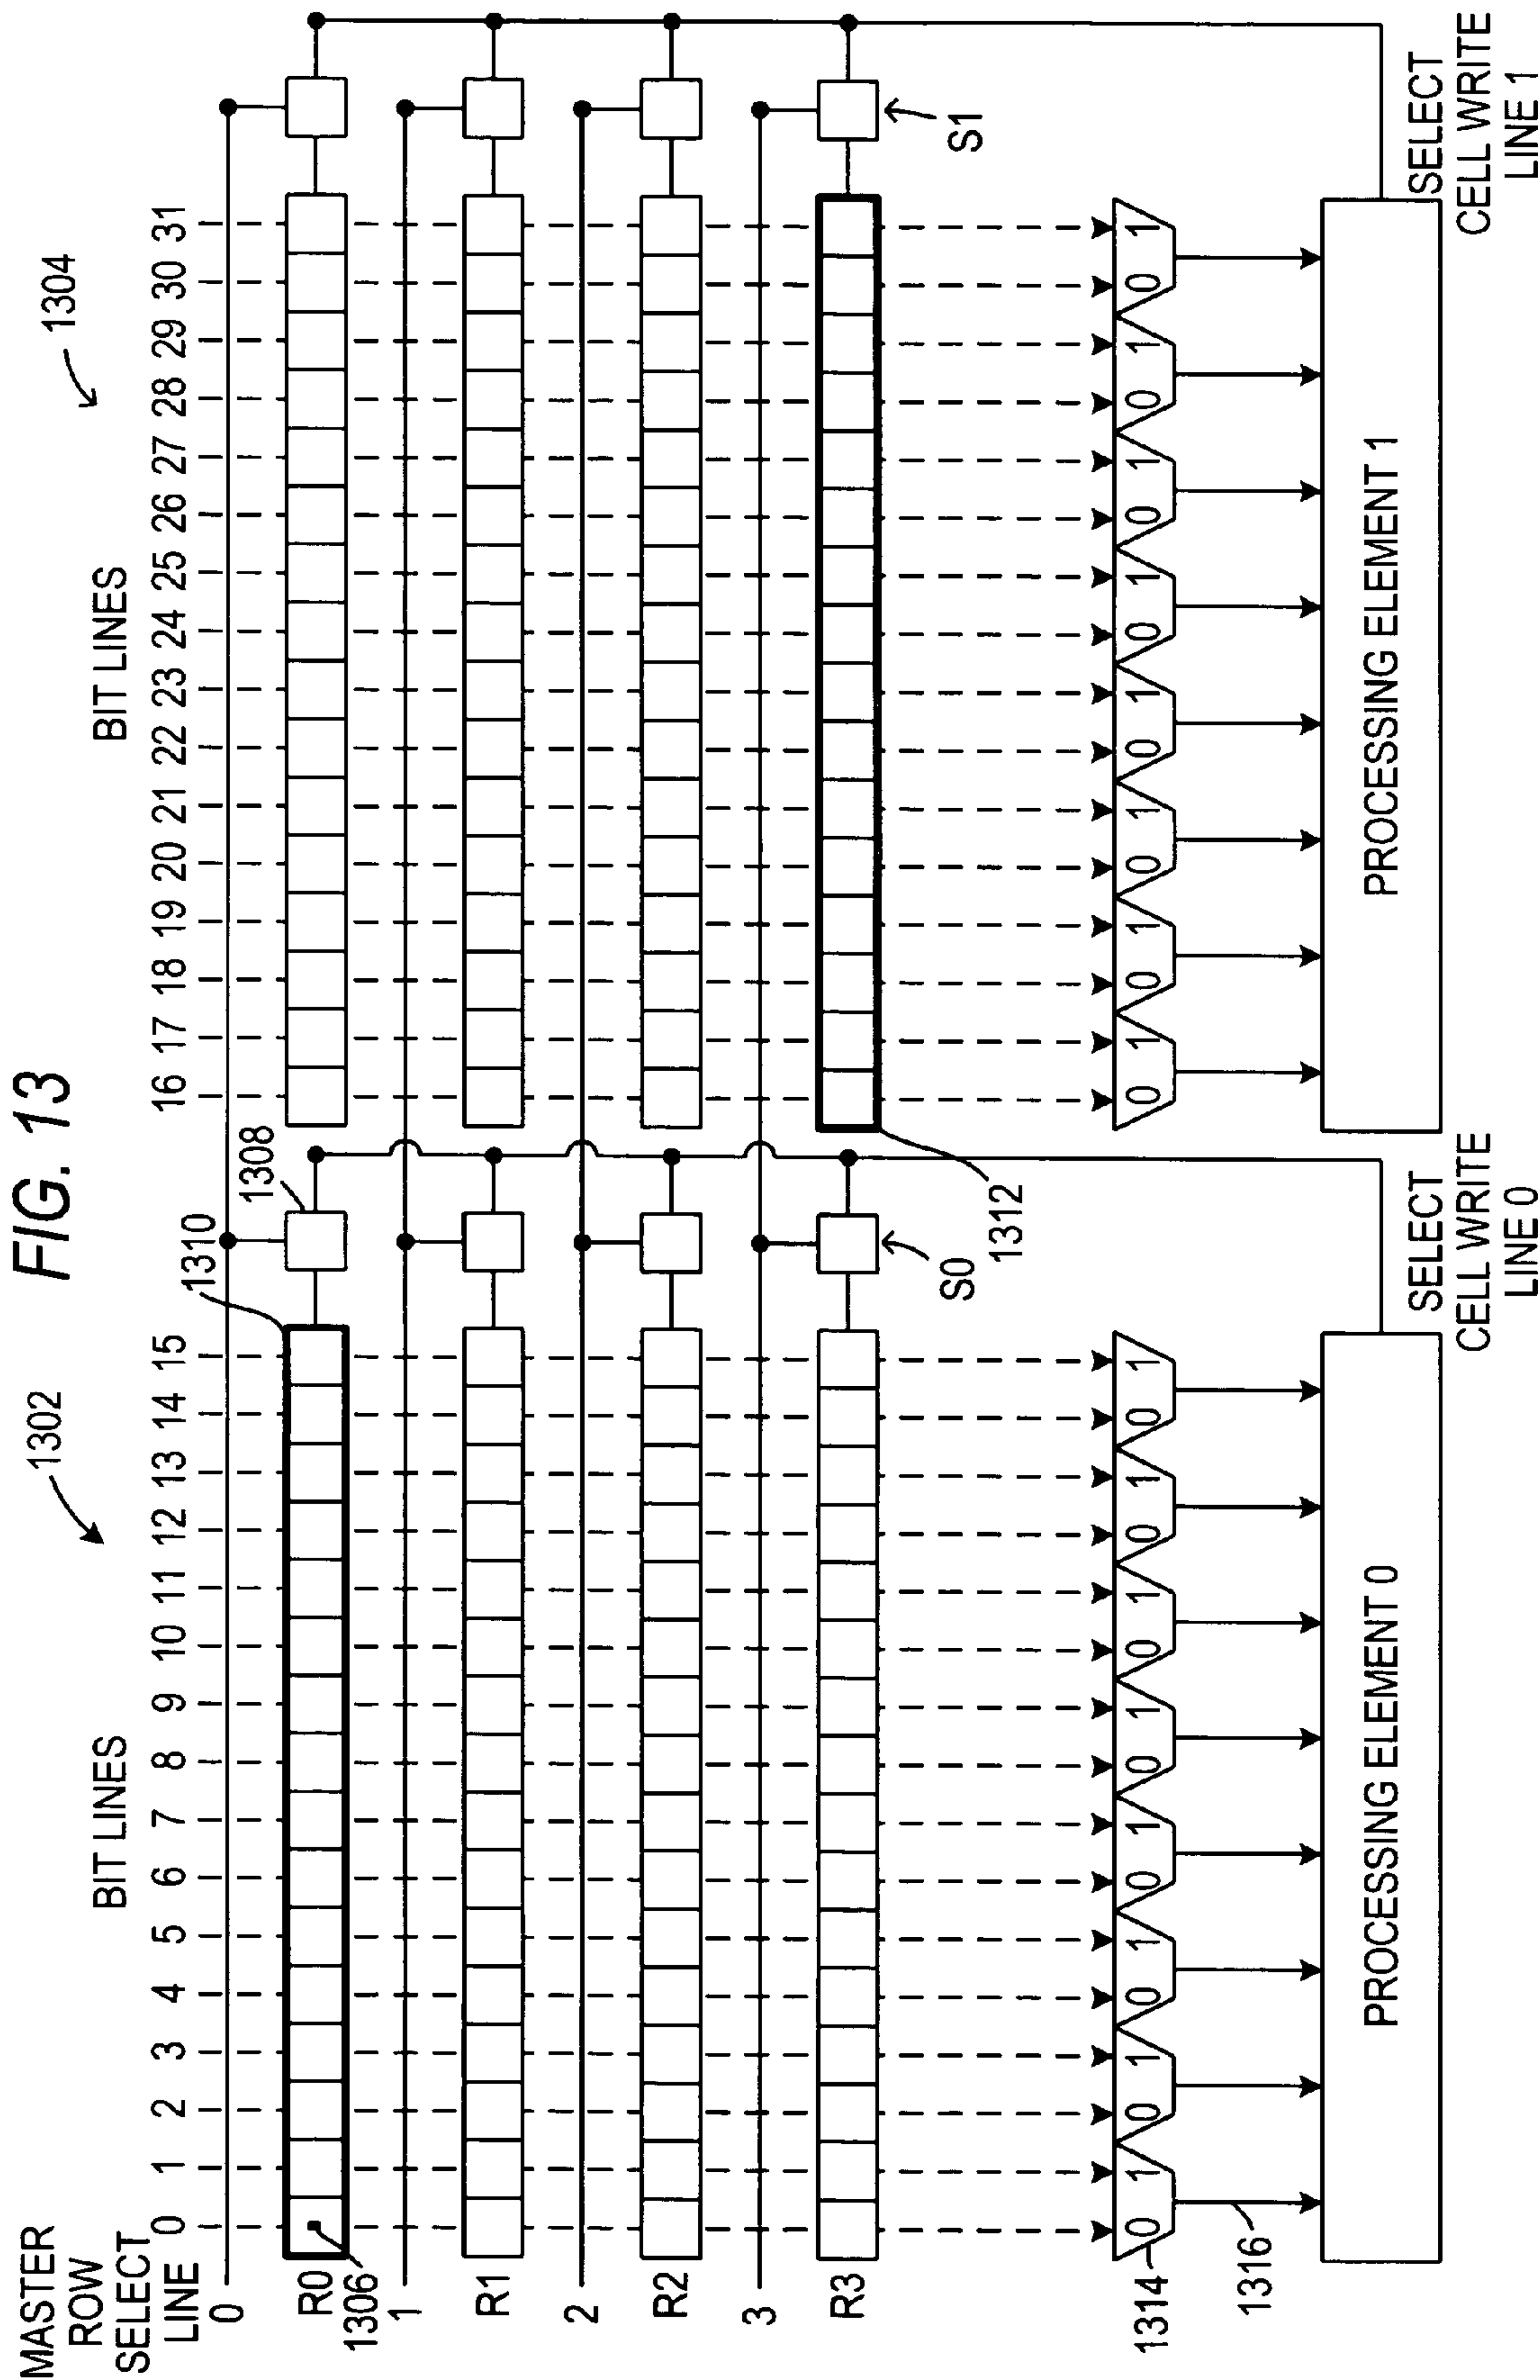 FIG. 13
1302
1304
BIT LINES
BIT LINES
MASTER
ROW
SELECT
LINE
0 1 2 3 4 5 6 7 8 9 10 11 12 13 14 15
16 17 18 19 20 21 22 23 24 25 26 27 28 29 30 31
0
1310
1308
R0
1306
1
R1
2
R2
3
R3
S0
1312
S1
1314
0 1 0 1 0 1 0 1 0 1 0 1 0 1 0 1
0 1 0 1 0 1 0 1 0 1 0 1 0 1 0 1
1316
PROCESSING ELEMENT 0
PROCESSING ELEMENT 1
SELECT
CELL WRITE
LINE 0
SELECT
CELL WRITE
LINE 1